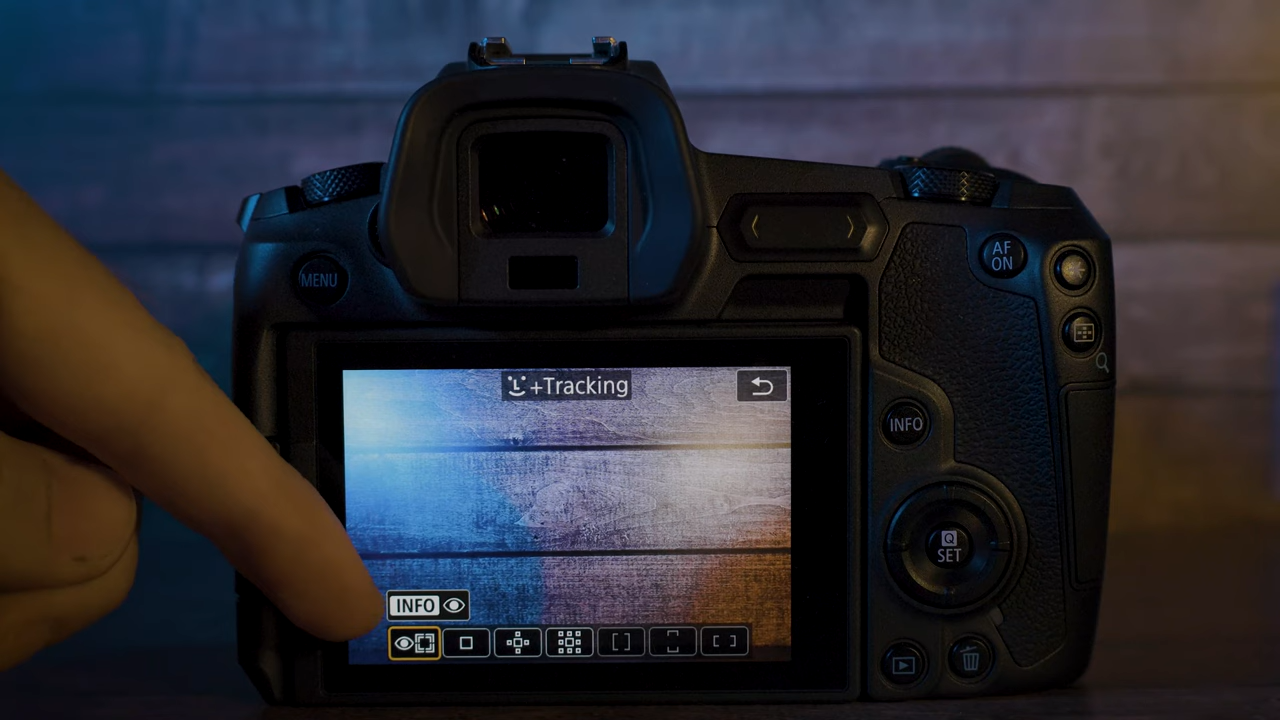 MENU
AF
ON
+Tracking
INFO
Q
SET
INFO